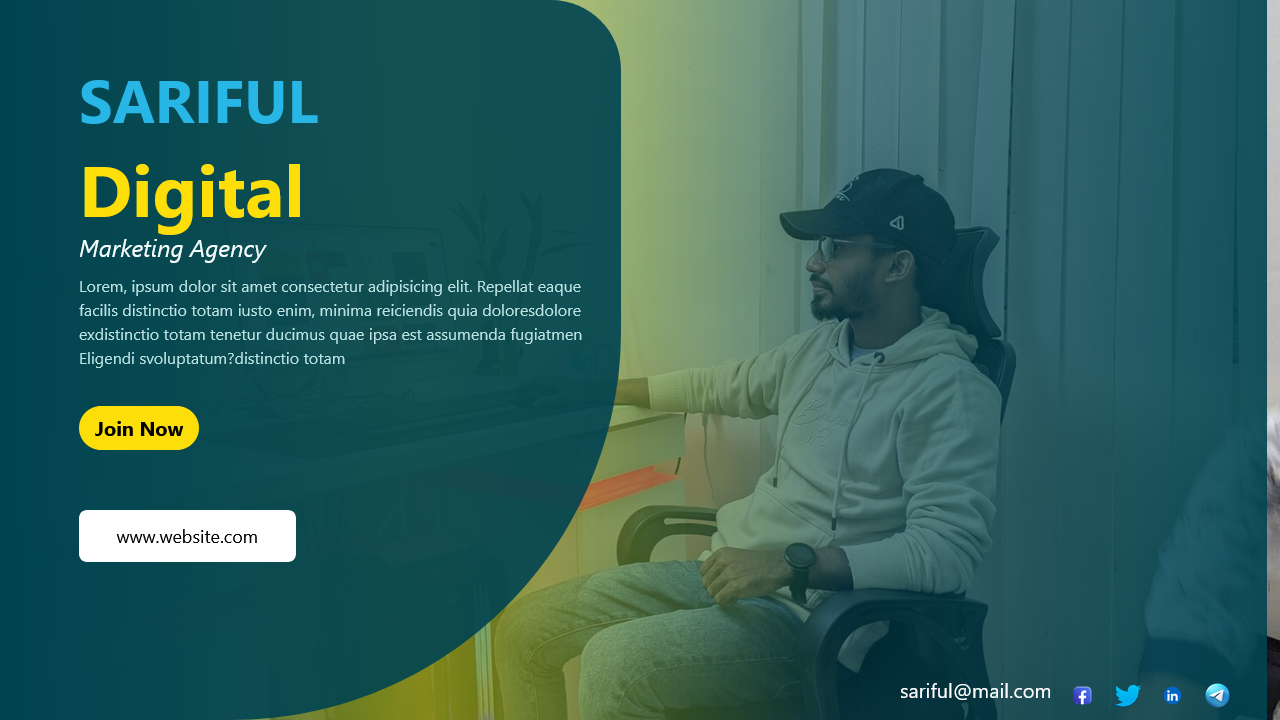 SARIFUL
Digital
Marketing Agency
Lorem, ipsum dolor sit amet consectetur adipisicing elit. Repellat eaque
facilis distinctio totam iusto enim, minima reiciendis quia doloresdolore
exdistinctio totam tenetur ducimus quae ipsa est assumenda fugiatmen
Eligendi svoluptatum?distinctio totam
Join Now
www.website.com
sariful@mail.com